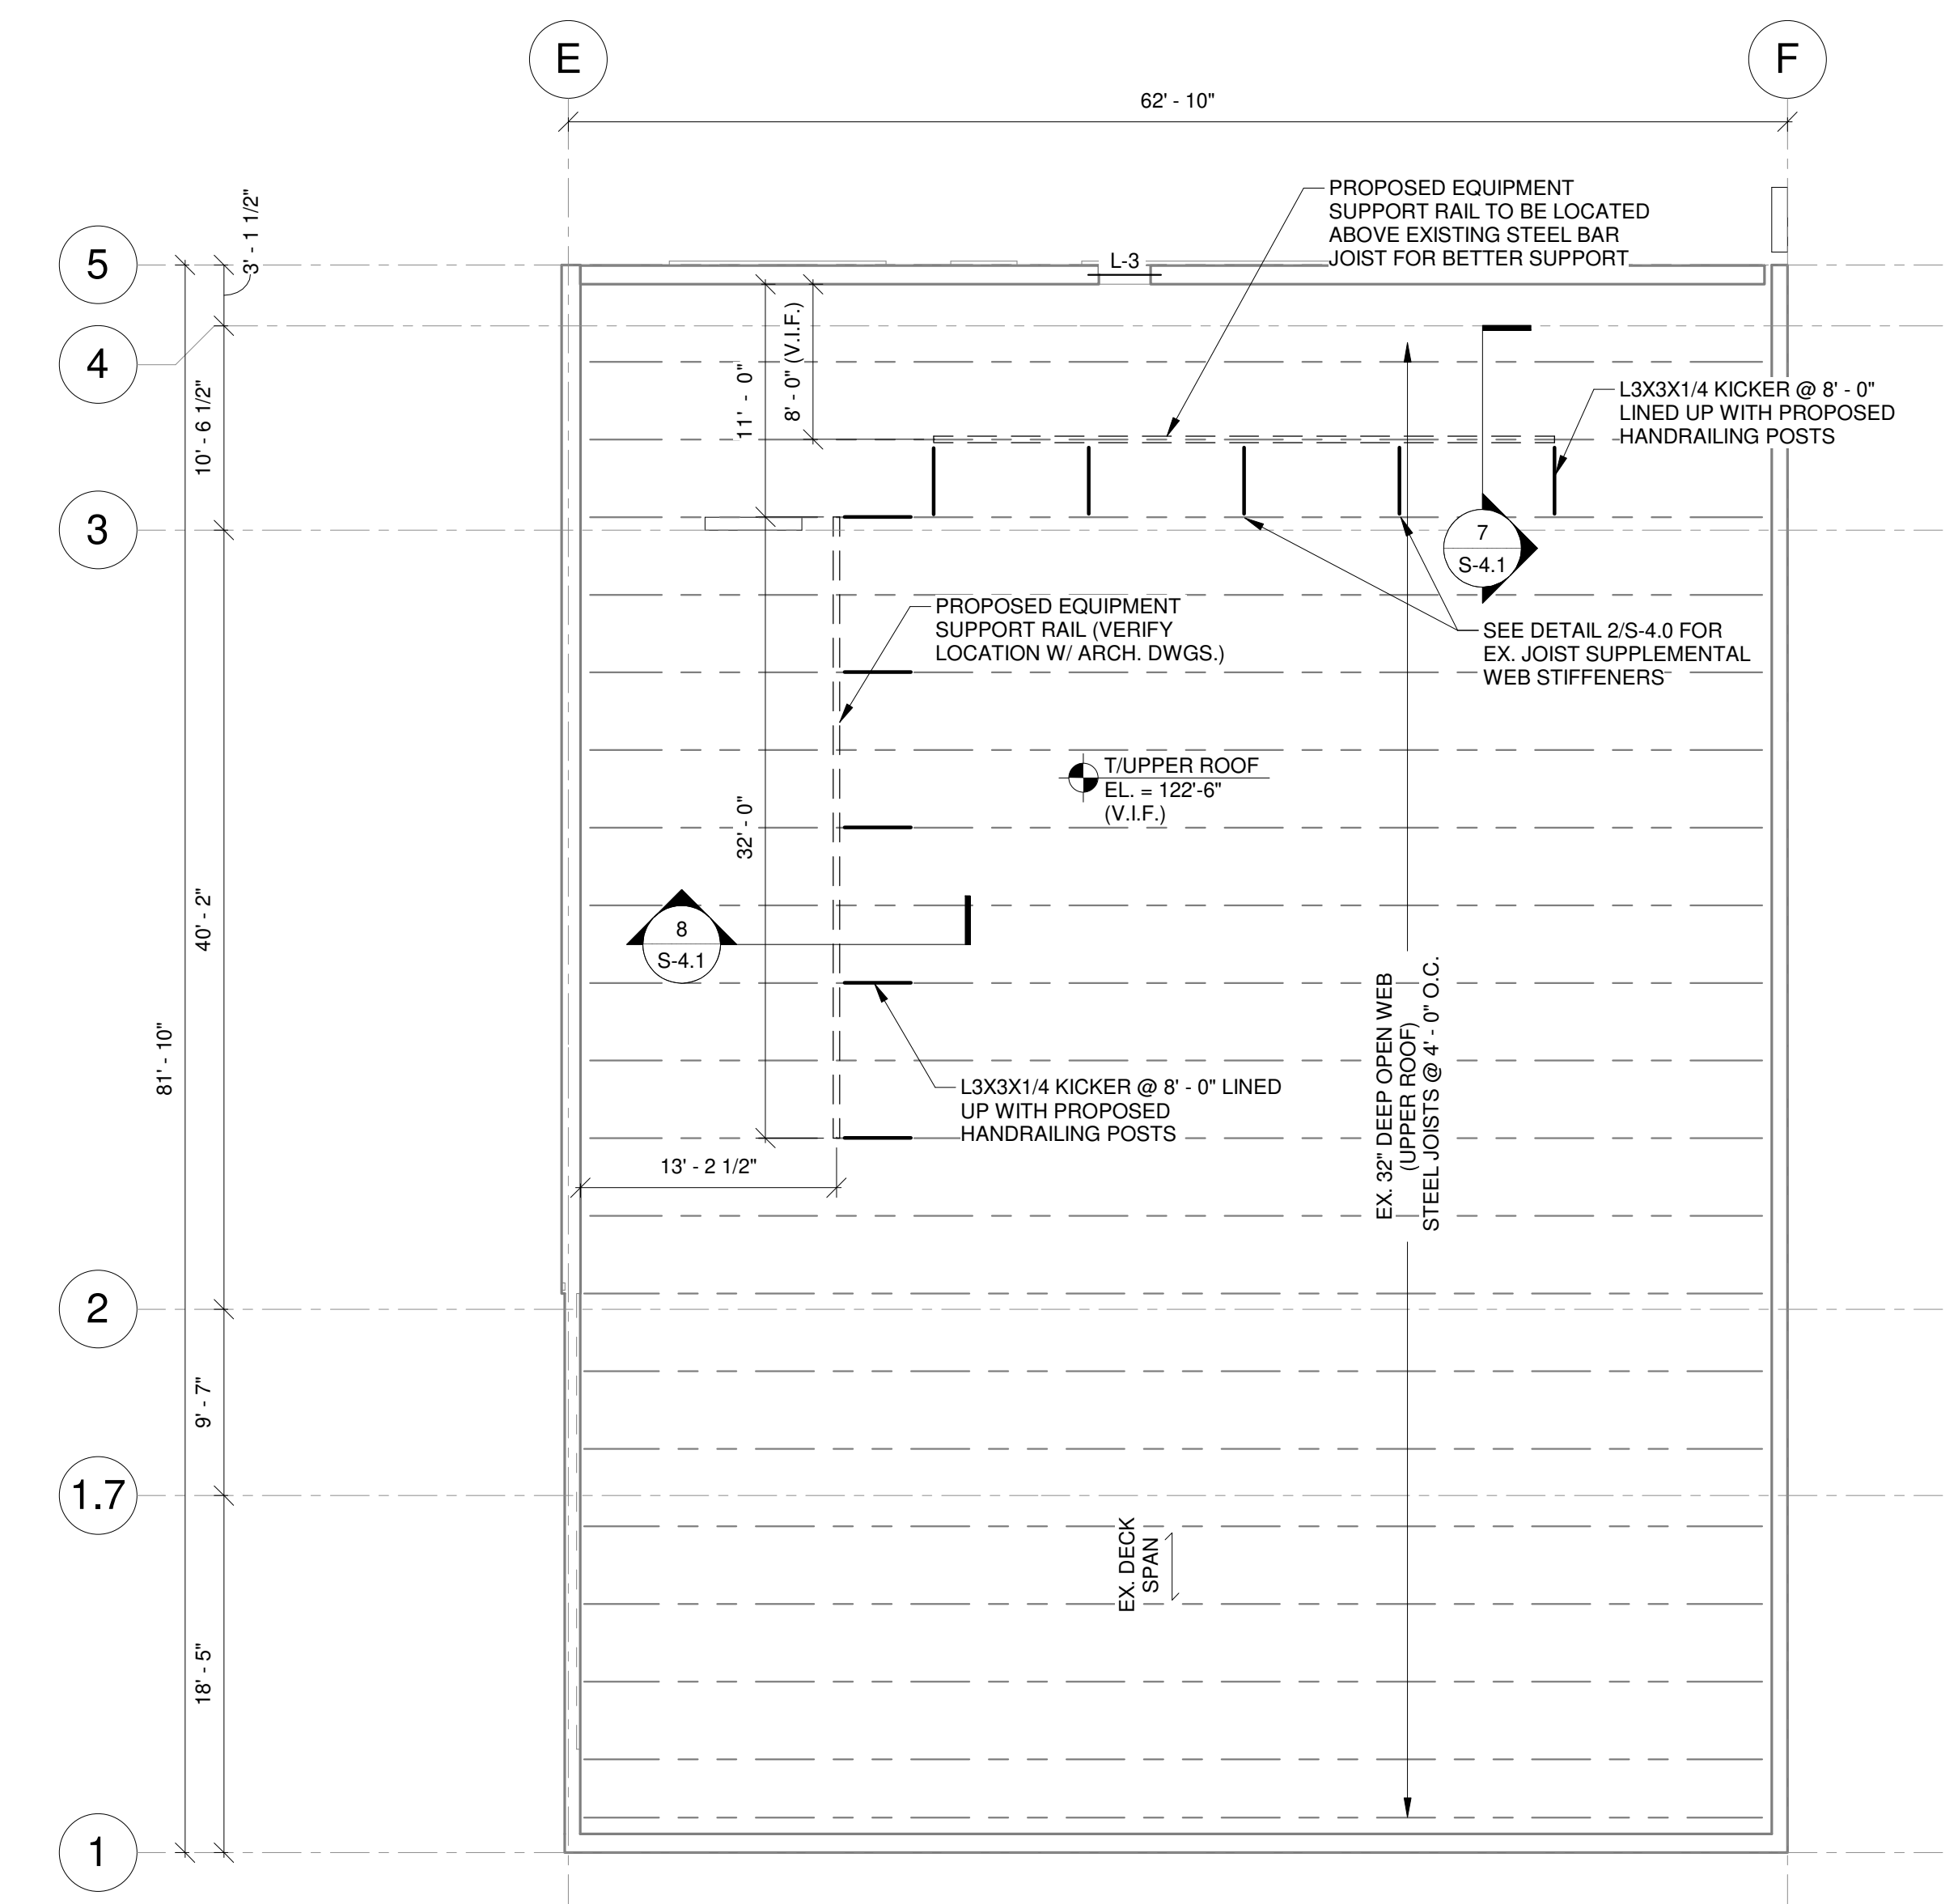 E
F
62' - 10"
5
4
3
2
1.7
1
3' - 1 1/2"
10' - 6 1/2"
40' - 2"
9' - 7"
18' - 5"
81' - 10"
PROPOSED EQUIPMENT
SUPPORT RAIL TO BE LOCATED
ABOVE EXISTING STEEL BAR
JOIST FOR BETTER SUPPORT
L-3
11' - 0"
8' - 0" (V.I.F.)
L3X3X1/4 KICKER @ 8' - 0"
LINED UP WITH PROPOSED
HANDRAILING POSTS
7
S-4.1
PROPOSED EQUIPMENT
SUPPORT RAIL (VERIFY
LOCATION W/ ARCH. DWGS.)
SEE DETAIL 2/S-4.0 FOR
EX. JOIST SUPPLEMENTAL
WEB STIFFENERS
T/UPPER ROOF
EL. = 122'-6"
(V.I.F.)
32' - 0"
8
S-4.1
L3X3X1/4 KICKER @ 8' - 0" LINED
UP WITH PROPOSED
HANDRAILING POSTS
13' - 2 1/2"
EX. 32" DEEP OPEN WEB
(UPPER ROOF)
STEEL JOISTS @ 4' - 0" O.C.
EX. DECK
SPAN